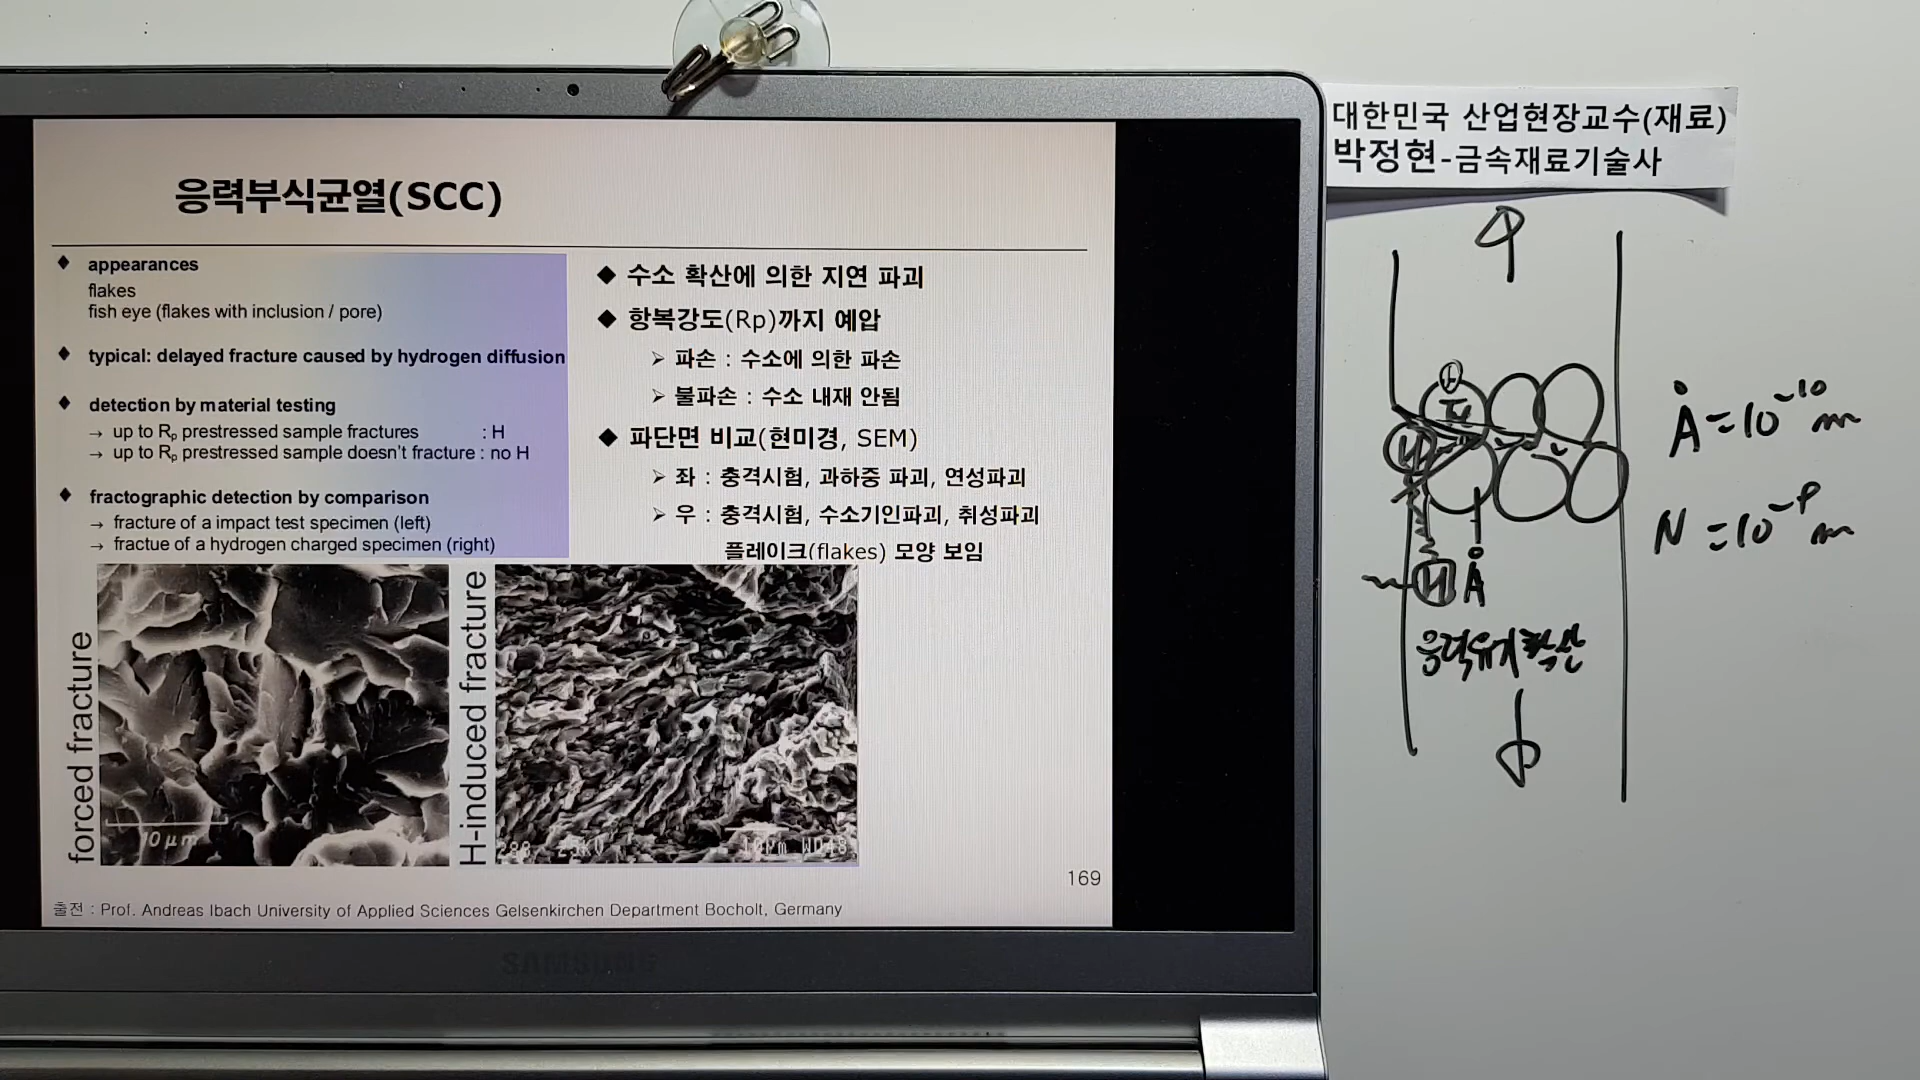 응력부식균열(SCC)
◆ appearances
flakes
fish eye (flakes with inclusion / pore)
◆ typical: delayed fracture caused by hydrogen diffusion
◆ detection by material testing
→ up to Rp prestressed sample fractures : H
→ up to Rp prestressed sample doesn't fracture : no H
◆ fractographic detection by comparison
→ fracture of a impact test specimen (left)
→ fractue of a hydrogen charged specimen (right)
◆ 수소 확산에 의한 지연 파괴
◆ 항복강도(Rp)까지 예압
➢ 파손 : 수소에 의한 파손
➢ 불파손 : 수소 내재 안됨
◆ 파단면 비교(현미경, SEM)
➢ 좌 : 충격시험, 과하중 파괴, 연성파괴
➢ 우 : 충격시험, 수소기인파괴, 취성파괴
플레이크(flakes) 모양 보임
forced fracture
10 μm
H-induced fracture
25kV 10μm WD48
169
출전 : Prof. Andreas Ibach University of Applied Sciences Gelsenkirchen Department Bocholt, Germany
SAMSUNG
대한민국 산업현장교수(재료)
박정현-금속재료기술사
H
H Å
응력유기확산
Å = 10⁻¹⁰ m
N = 10⁻⁹ m